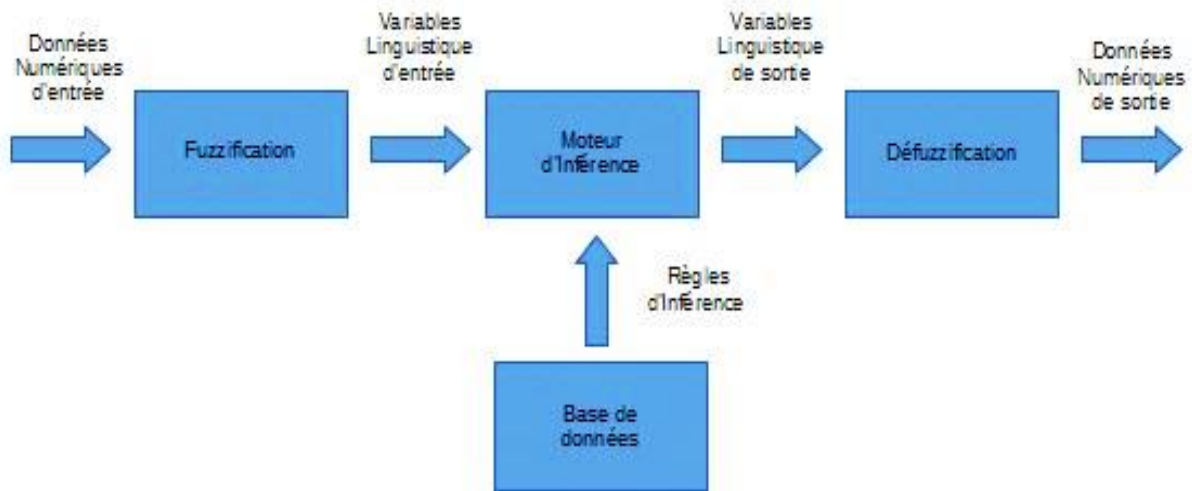 Données
Numériques
d'entrée
Fuzzification
Variables
Linguistique
d'entrée
Moteur
d'Inférence
Variables
Linguistique
de sortie
Défuzzification
Données
Numériques
de sortie
Règles
d'Inférence
Base de
données